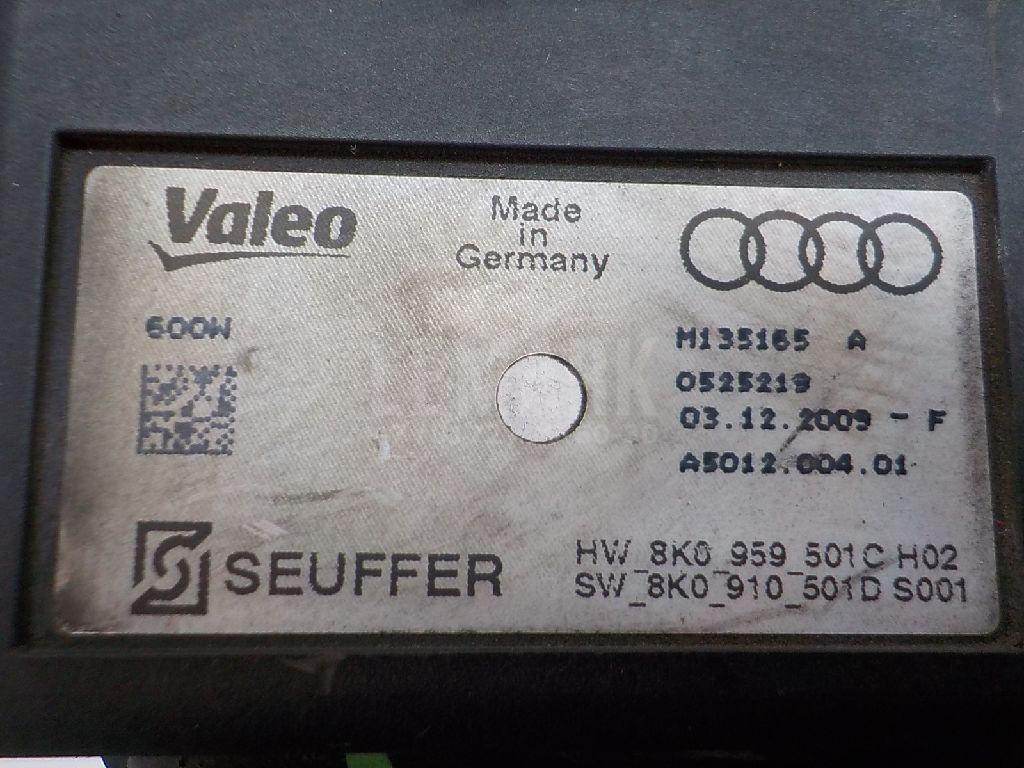 Valeo
Made
in
Germany
600W
M135165 A
0525219
03.12.2009 - F
A5012.004.01
SEUFFER
HW_8K0_959_501C H02
SW_8K0_910_501D S001